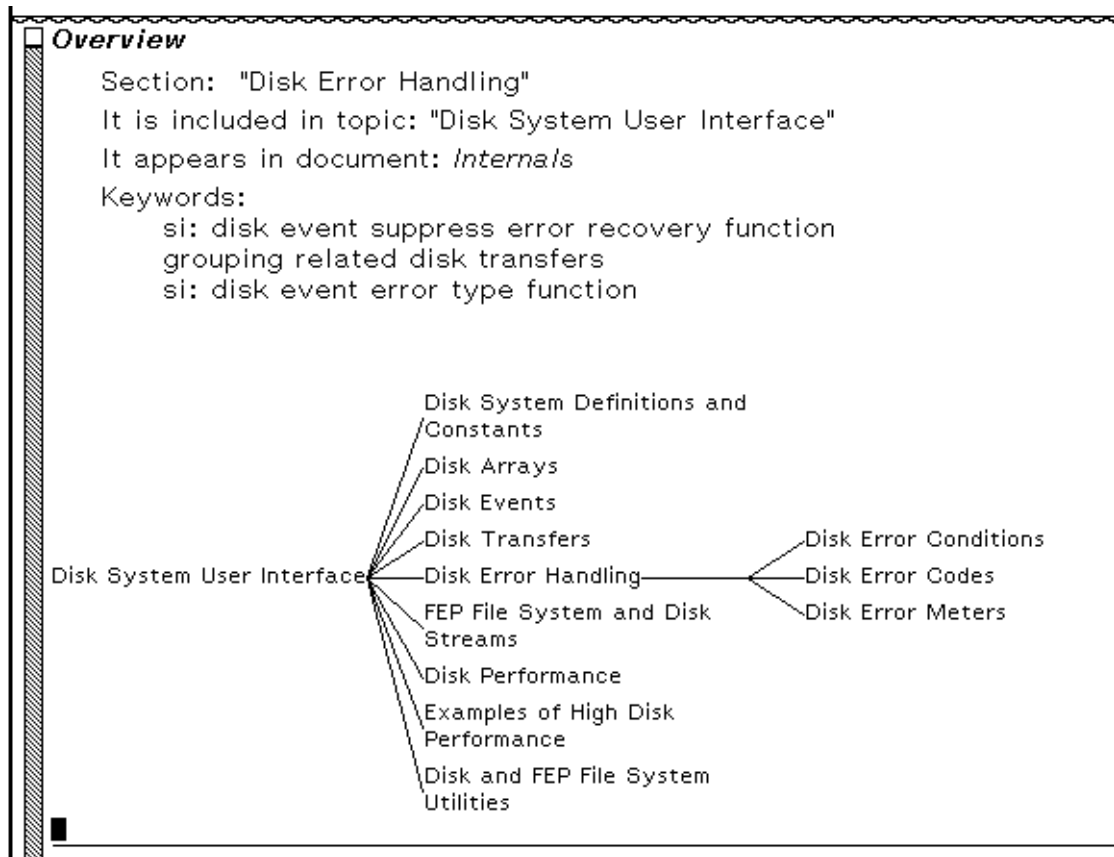 Overview
Section: "Disk Error Handling"
It is included in topic: "Disk System User Interface"
It appears in document: Internals
Keywords:
si: disk event suppress error recovery function
grouping related disk transfers
si: disk event error type function
Disk System Definitions and
Constants
Disk Arrays
Disk Events
Disk Transfers
Disk Error Conditions
Disk System User Interface
Disk Error Handling
Disk Error Codes
FEP File System and Disk
Streams
Disk Error Meters
Disk Performance
Examples of High Disk
Performance
Disk and FEP File System
Utilities